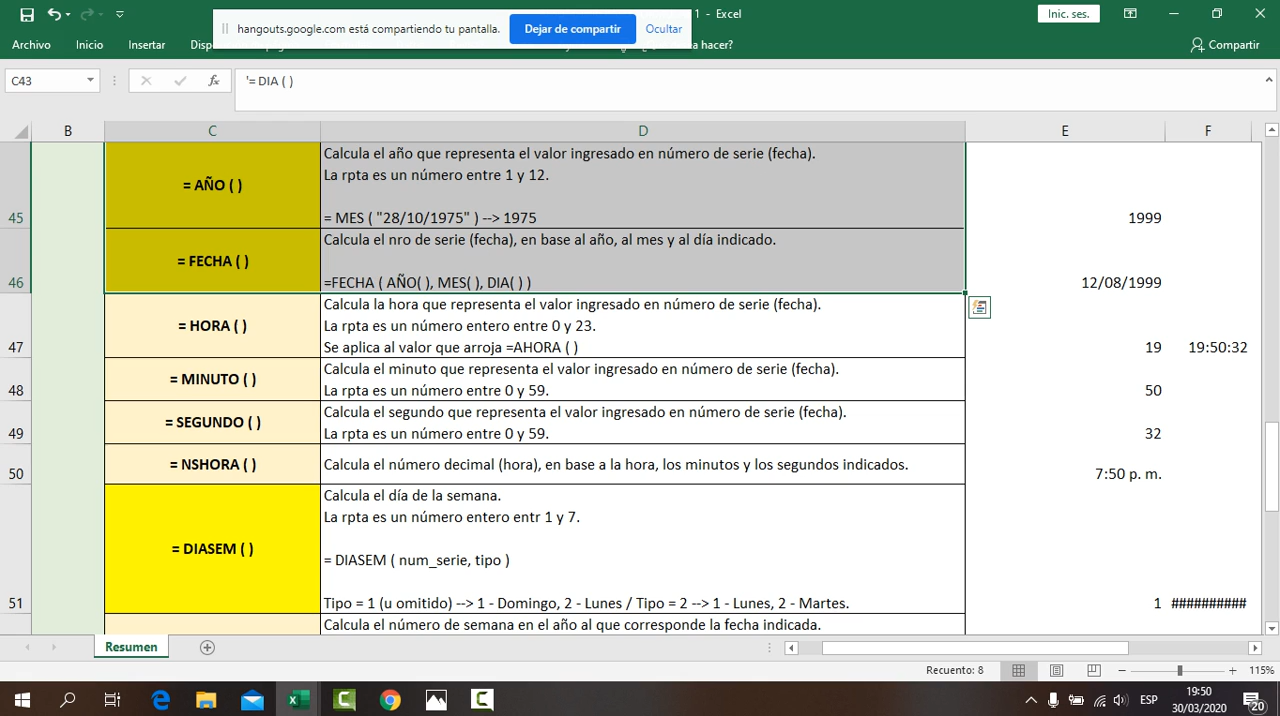 hangouts.google.com está compartiendo tu pantalla.
Dejar de compartir
Ocultar
1 - Excel
Inic. ses.
Archivo
Inicio
Insertar
Disp
hacer?
Compartir
C43
fx
'= DIA ( )
B
C
D
E
F
= AÑO ( )
Calcula el año que representa el valor ingresado en número de serie (fecha).
La rpta es un número entre 1 y 12.
= MES ( "28/10/1975" ) --> 1975
45
1999
= FECHA ( )
Calcula el nro de serie (fecha), en base al año, al mes y al día indicado.
=FECHA ( AÑO( ), MES( ), DIA( ) )
46
12/08/1999
= HORA ( )
Calcula la hora que representa el valor ingresado en número de serie (fecha).
La rpta es un número entero entre 0 y 23.
Se aplica al valor que arroja =AHORA ( )
47
19
19:50:32
= MINUTO ( )
Calcula el minuto que representa el valor ingresado en número de serie (fecha).
La rpta es un número entre 0 y 59.
48
50
= SEGUNDO ( )
Calcula el segundo que representa el valor ingresado en número de serie (fecha).
La rpta es un número entre 0 y 59.
49
32
= NSHORA ( )
Calcula el número decimal (hora), en base a la hora, los minutos y los segundos indicados.
50
7:50 p. m.
= DIASEM ( )
Calcula el día de la semana.
La rpta es un número entero entr 1 y 7.
= DIASEM ( num_serie, tipo )
Tipo = 1 (u omitido) --> 1 - Domingo, 2 - Lunes / Tipo = 2 --> 1 - Lunes, 2 - Martes.
51
1
##########
Calcula el número de semana en el año al que corresponde la fecha indicada.
Resumen
Recuento: 8
115%
ESP
19:50
30/03/2020
20